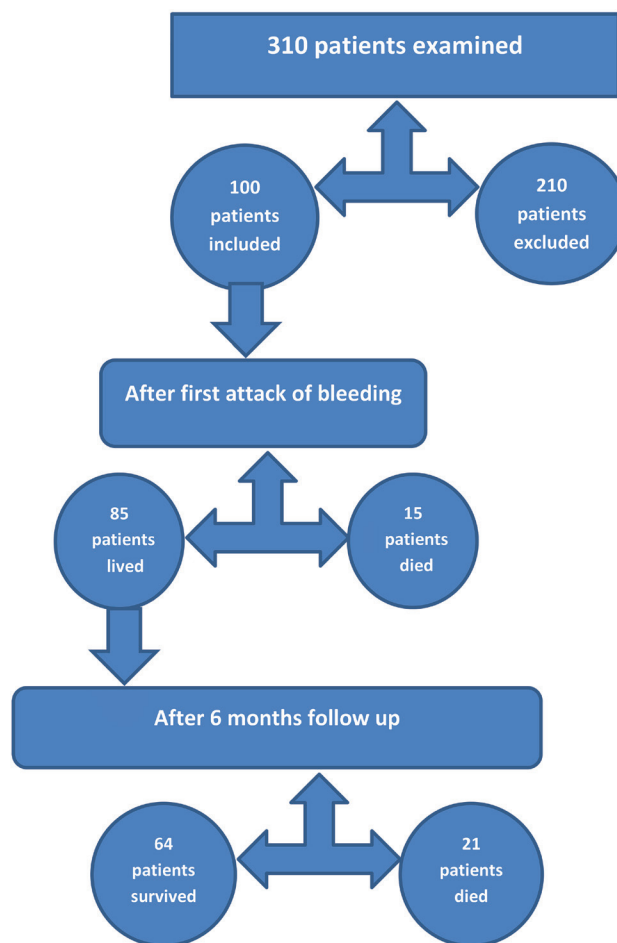 310 patients examined
100
patients
included
210
patients
excluded
After first attack of bleeding
85
patients
lived
15
patients
died
After 6 months follow up
64
patients
survived
21
patients
died